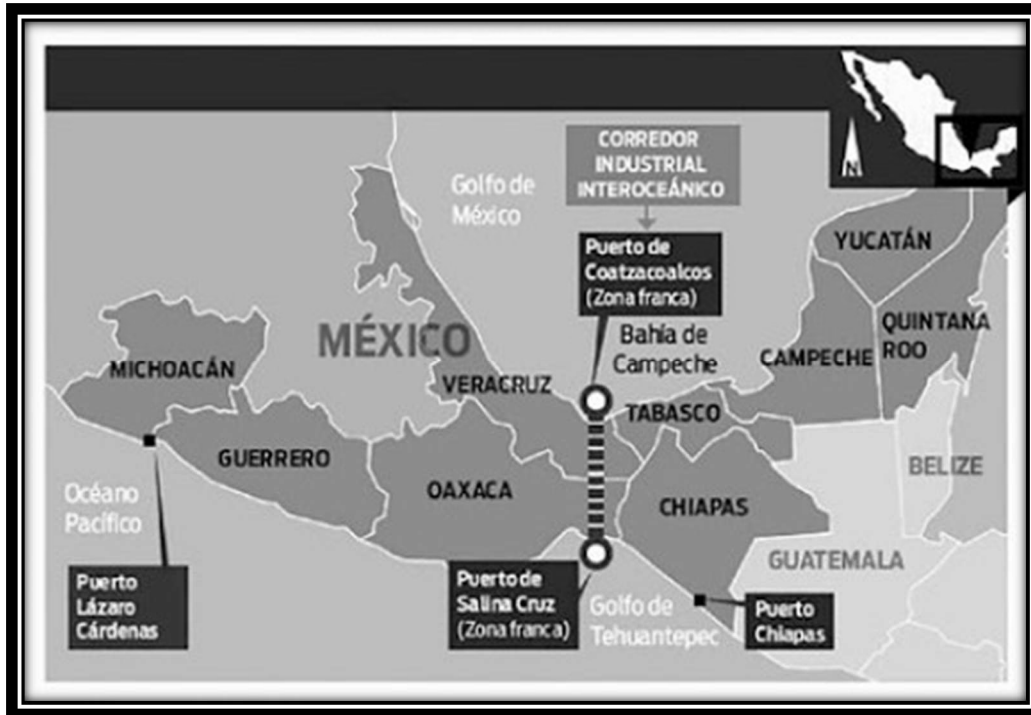 N
CORREDOR
INDUSTRIAL
INTEROCEÁNICO
Golfo de
México
Puerto de
Coatzacoalcos
(Zona franca)
YUCATÁN
MÉXICO
Bahía de
Campeche
QUINTANA
ROO
CAMPECHE
MICHOACÁN
VERACRUZ
TABASCO
GUERRERO
OAXACA
CHIAPAS
BELIZE
Océano
Pacífico
GUATEMALA
Puerto
Lázaro
Cárdenas
Puerto de
Salina Cruz
(Zona franca)
Golfo de
Tehuantepec
Puerto
Chiapas